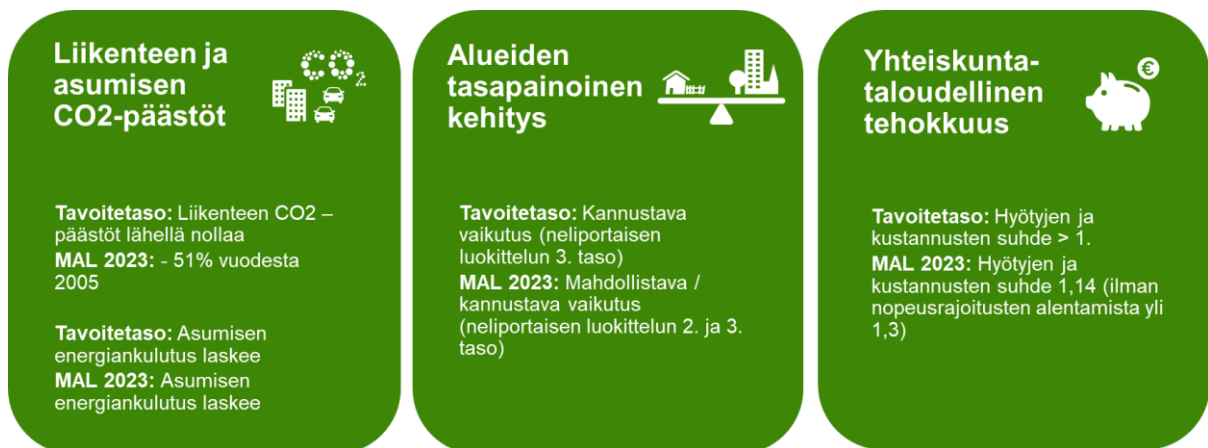 Liikenteen ja
asumisen
CO2-päästöt
CO2
Tavoitetaso: Liikenteen CO2 –
päästöt lähellä nollaa
MAL 2023: - 51% vuodesta
2005
Tavoitetaso: Asumisen
energiankulutus laskee
MAL 2023: Asumisen
energiankulutus laskee
Alueiden
tasapainoinen
kehitys
Tavoitetaso: Kannustava
vaikutus (neliportaisen
luokittelun 3. taso)
MAL 2023: Mahdollistava /
kannustava vaikutus
(neliportaisen luokittelun 2. ja 3.
taso)
Yhteiskunta-
taloudellinen
tehokkuus
€
Tavoitetaso: Hyötyjen ja
kustannusten suhde > 1.
MAL 2023: Hyötyjen ja
kustannusten suhde 1,14 (ilman
nopeusrajoitusten alentamista yli
1,3)